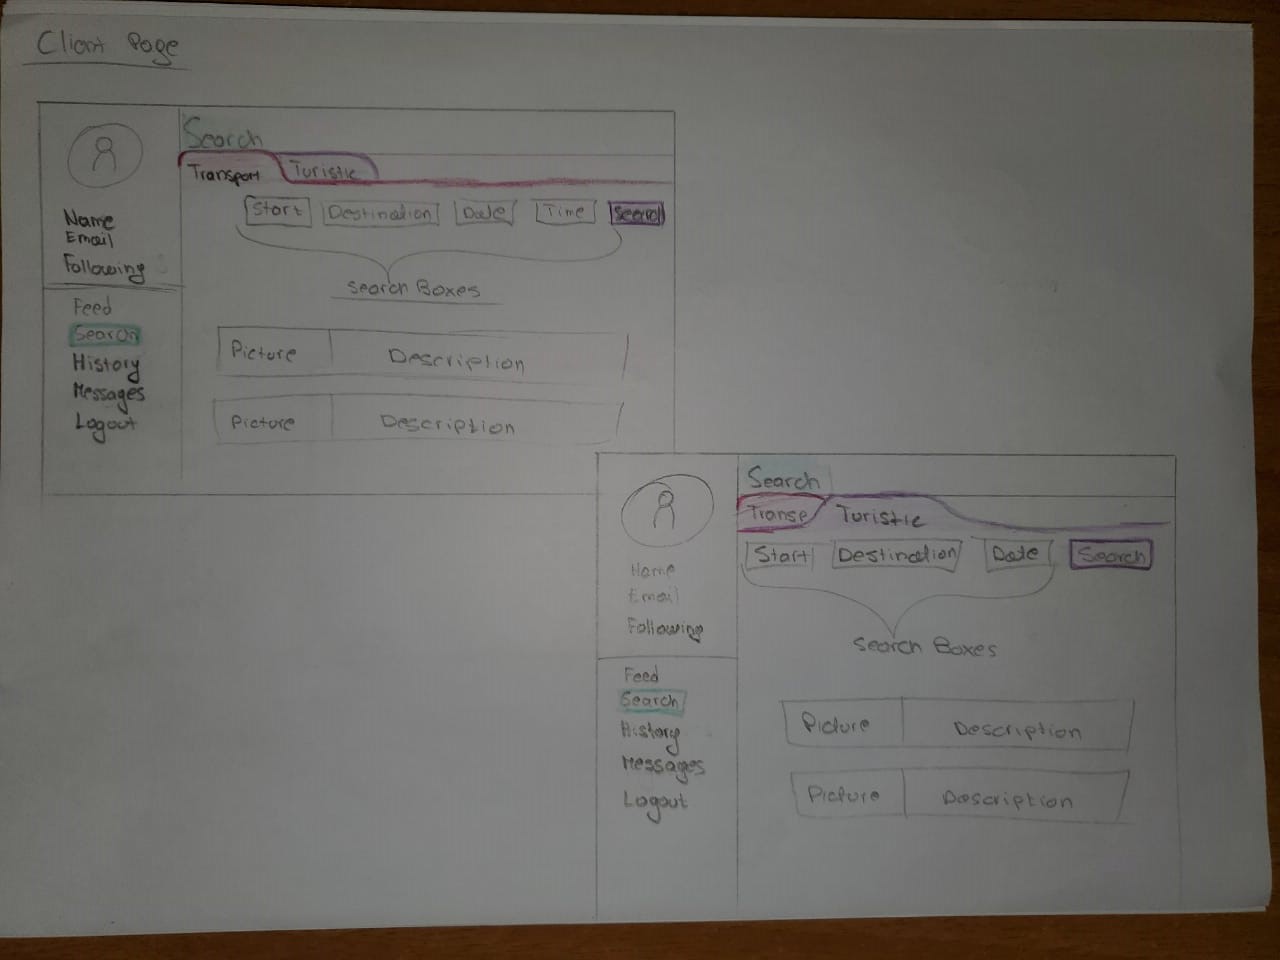 Client Page
Search
Transport Turistic
Start Destination Date Time Search
Search Boxes
Name
Email
Following
Feed
Search
History
Messages
Logout
Picture Description
Picture Description
Search
Transp Turistic
Start Destination Date Search
Search Boxes
Name
Email
Following
Feed
Search
History
Messages
Logout
Picture Description
Picture Description